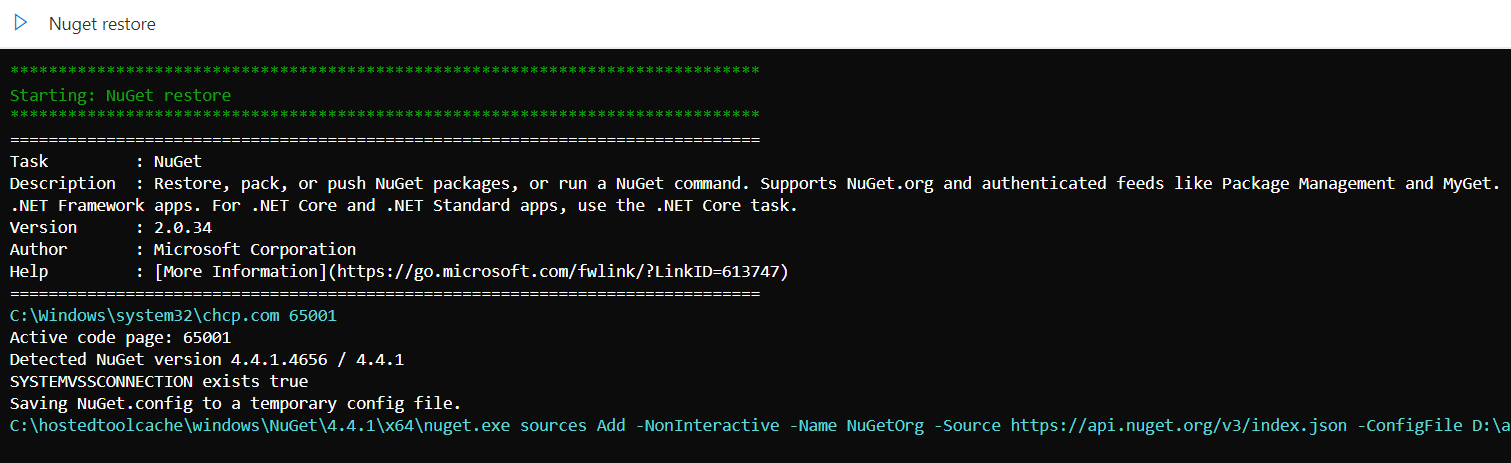 Nuget restore
******************************************************************************
Starting: NuGet restore
******************************************************************************
==============================================================================
Task         : NuGet
Description  : Restore, pack, or push NuGet packages, or run a NuGet command. Supports NuGet.org and authenticated feeds like Package Management and MyGet.
.NET Framework apps. For .NET Core and .NET Standard apps, use the .NET Core task.
Version      : 2.0.34
Author       : Microsoft Corporation
Help         : [More Information](https://go.microsoft.com/fwlink/?LinkID=613747)
==============================================================================
C:\Windows\system32\chcp.com 65001
Active code page: 65001
Detected NuGet version 4.4.1.4656 / 4.4.1
SYSTEMVSSCONNECTION exists true
Saving NuGet.config to a temporary config file.
C:\hostedtoolcache\windows\NuGet\4.4.1\x64\nuget.exe sources Add -NonInteractive -Name NuGetOrg -Source https://api.nuget.org/v3/index.json -ConfigFile D:\a